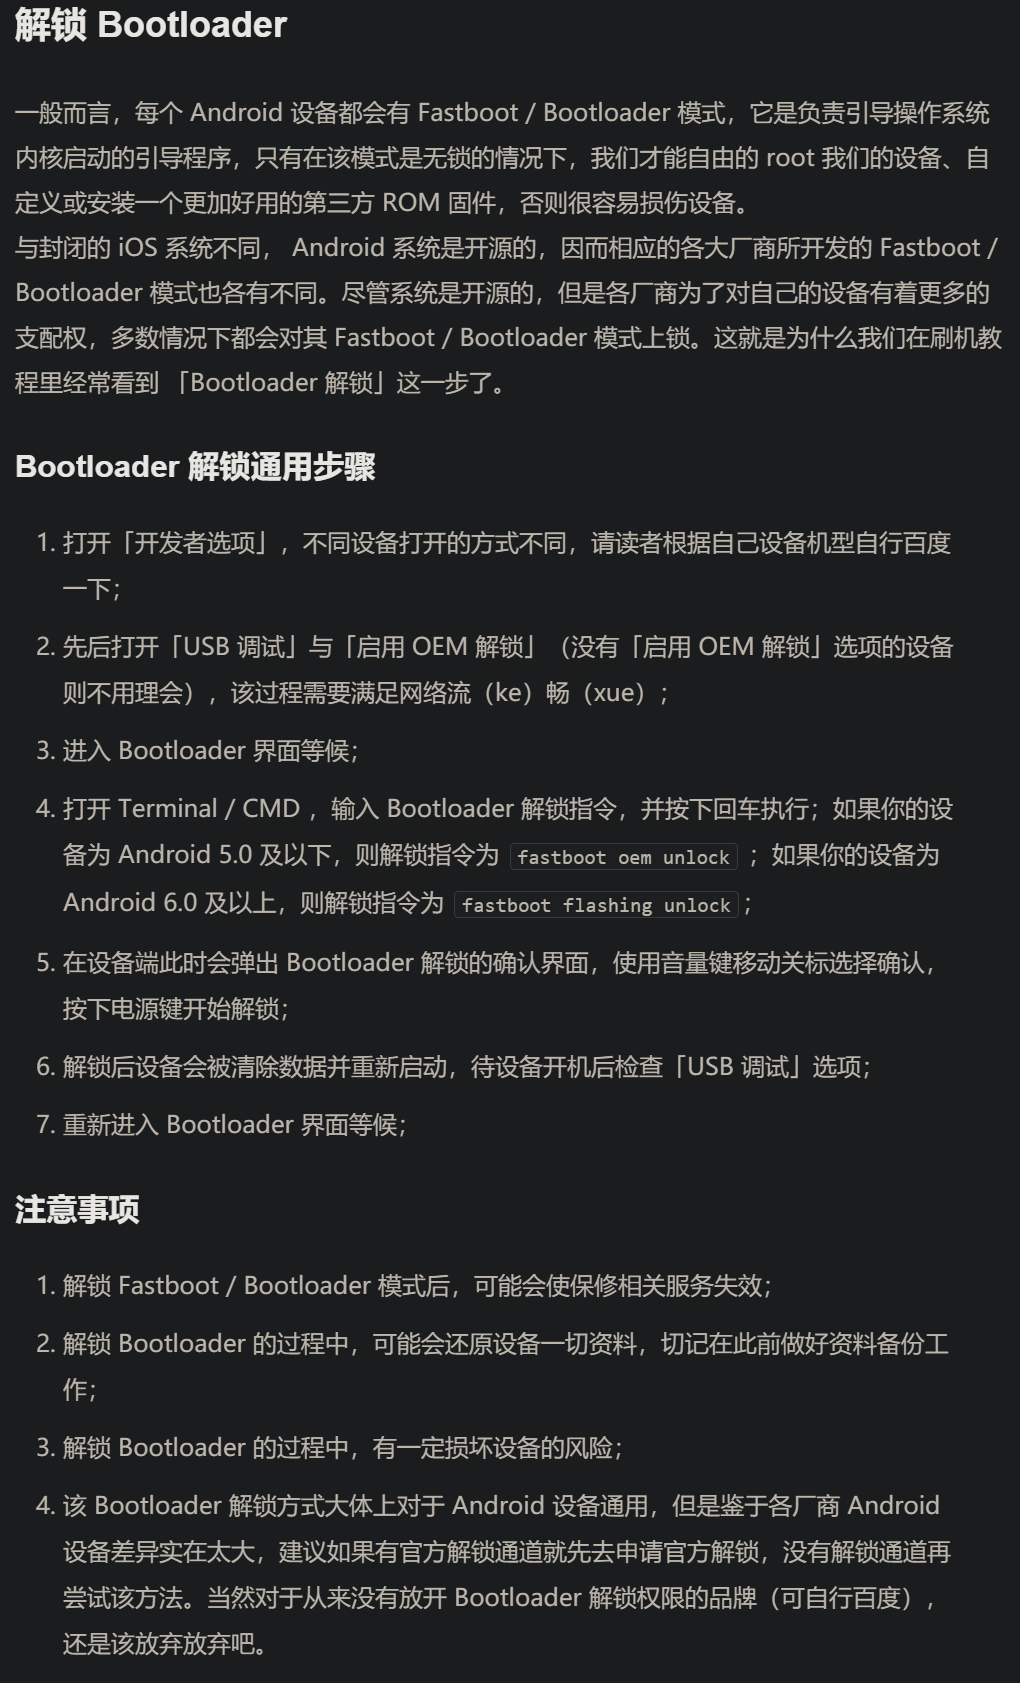 解锁 Bootloader
一般而言，每个 Android 设备都会有 Fastboot / Bootloader 模式，它是负责引导操作系统
内核启动的引导程序，只有在该模式是无锁的情况下，我们才能自由的 root 我们的设备、自
定义或安装一个更加好用的第三方 ROM 固件，否则很容易损伤设备。
与封闭的 iOS 系统不同， Android 系统是开源的，因而相应的各大厂商所开发的 Fastboot /
Bootloader 模式也各有不同。尽管系统是开源的，但是各厂商为了对自己的设备有着更多的
支配权，多数情况下都会对其 Fastboot / Bootloader 模式上锁。这就是为什么我们在刷机教
程里经常看到 「Bootloader 解锁」这一步了。
Bootloader 解锁通用步骤
1. 打开「开发者选项」，不同设备打开的方式不同，请读者根据自己设备机型自行百度
一下；
2. 先后打开「USB 调试」与「启用 OEM 解锁」（没有「启用 OEM 解锁」选项的设备
则不用理会），该过程需要满足网络流（ke）畅（xue）；
3. 进入 Bootloader 界面等候；
4. 打开 Terminal / CMD ，输入 Bootloader 解锁指令，并按下回车执行；如果你的设
备为 Android 5.0 及以下，则解锁指令为 fastboot oem unlock ；如果你的设备为
Android 6.0 及以上，则解锁指令为 fastboot flashing unlock；
5. 在设备端此时会弹出 Bootloader 解锁的确认界面，使用音量键移动关标选择确认，
按下电源键开始解锁；
6. 解锁后设备会被清除数据并重新启动，待设备开机后检查「USB 调试」选项；
7. 重新进入 Bootloader 界面等候；
注意事项
1. 解锁 Fastboot / Bootloader 模式后，可能会使保修相关服务失效；
2. 解锁 Bootloader 的过程中，可能会还原设备一切资料，切记在此前做好资料备份工
作；
3. 解锁 Bootloader 的过程中，有一定损坏设备的风险；
4. 该 Bootloader 解锁方式大体上对于 Android 设备通用，但是鉴于各厂商 Android
设备差异实在太大，建议如果有官方解锁通道就先去申请官方解锁，没有解锁通道再
尝试该方法。当然对于从来没有放开 Bootloader 解锁权限的品牌（可自行百度），
还是该放弃放弃吧。